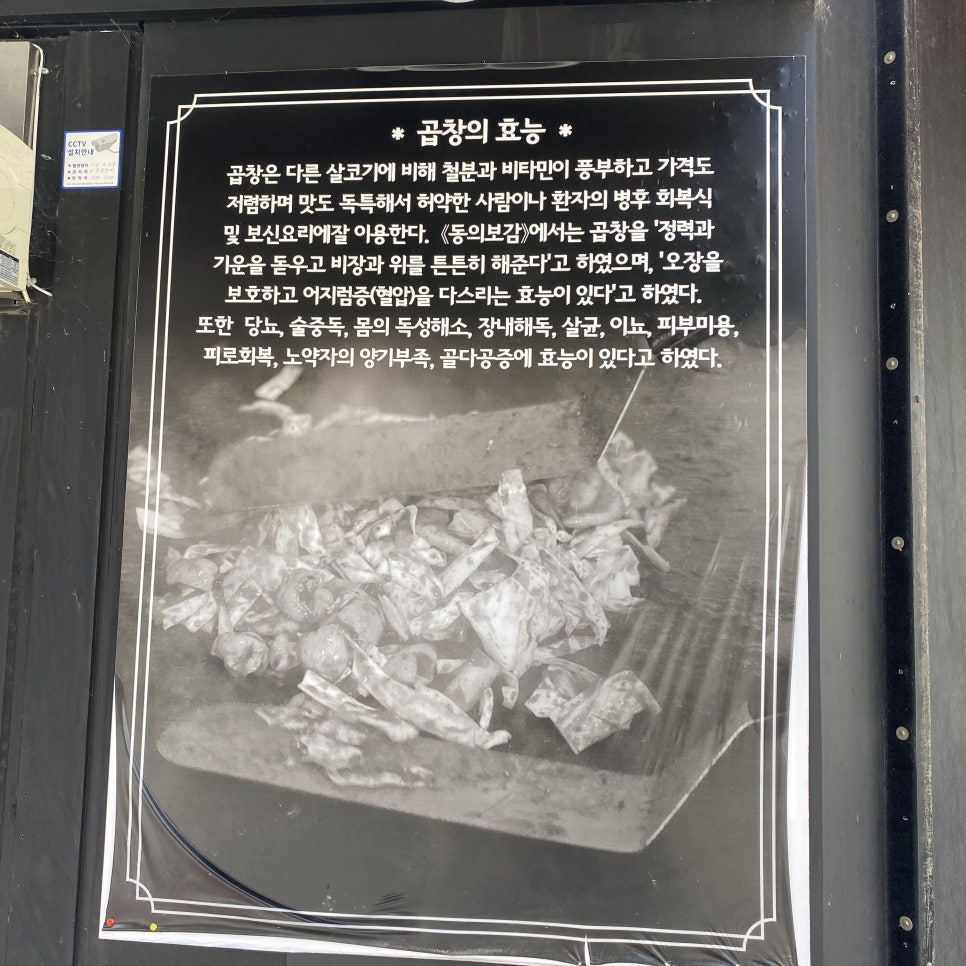 * 곱창의 효능 *
곱창은 다른 살코기에 비해 철분과 비타민이 풍부하고 가격도
저렴하며 맛도 독특해서 허약한 사람이나 환자의 병후 회복식
및 보신요리에잘 이용한다. 《동의보감》에서는 곱창을 '정력과
기운을 돋우고 비장과 위를 튼튼히 해준다'고 하였으며, '오장을
보호하고 어지럼증(혈압)을 다스리는 효능이 있다'고 하였다.
또한 당뇨, 술중독, 몸의 독성해소, 장내해독, 살균, 이뇨, 피부미용,
피로회복, 노약자의 양기부족, 골다공증에 효능이 있다고 하였다.
CCTV
설치안내